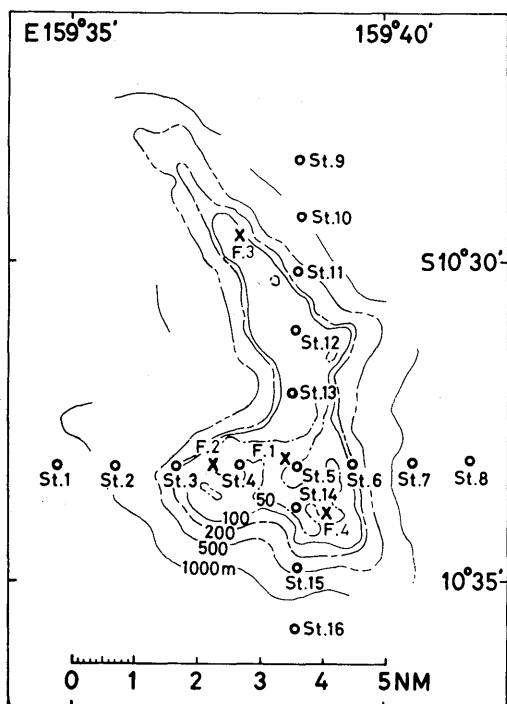 E 159°35′ 159°40′
St.9
St.10
F.3
S10°30′
St.11
St.12
St.13
F.2 F.1
St.1 St.2 St.3 St.4 St.5 St.6 St.7 St.8
50 St.14
100 F.4
200
500
1000m
St.15
10°35′
St.16
0 1 2 3 4 5NM